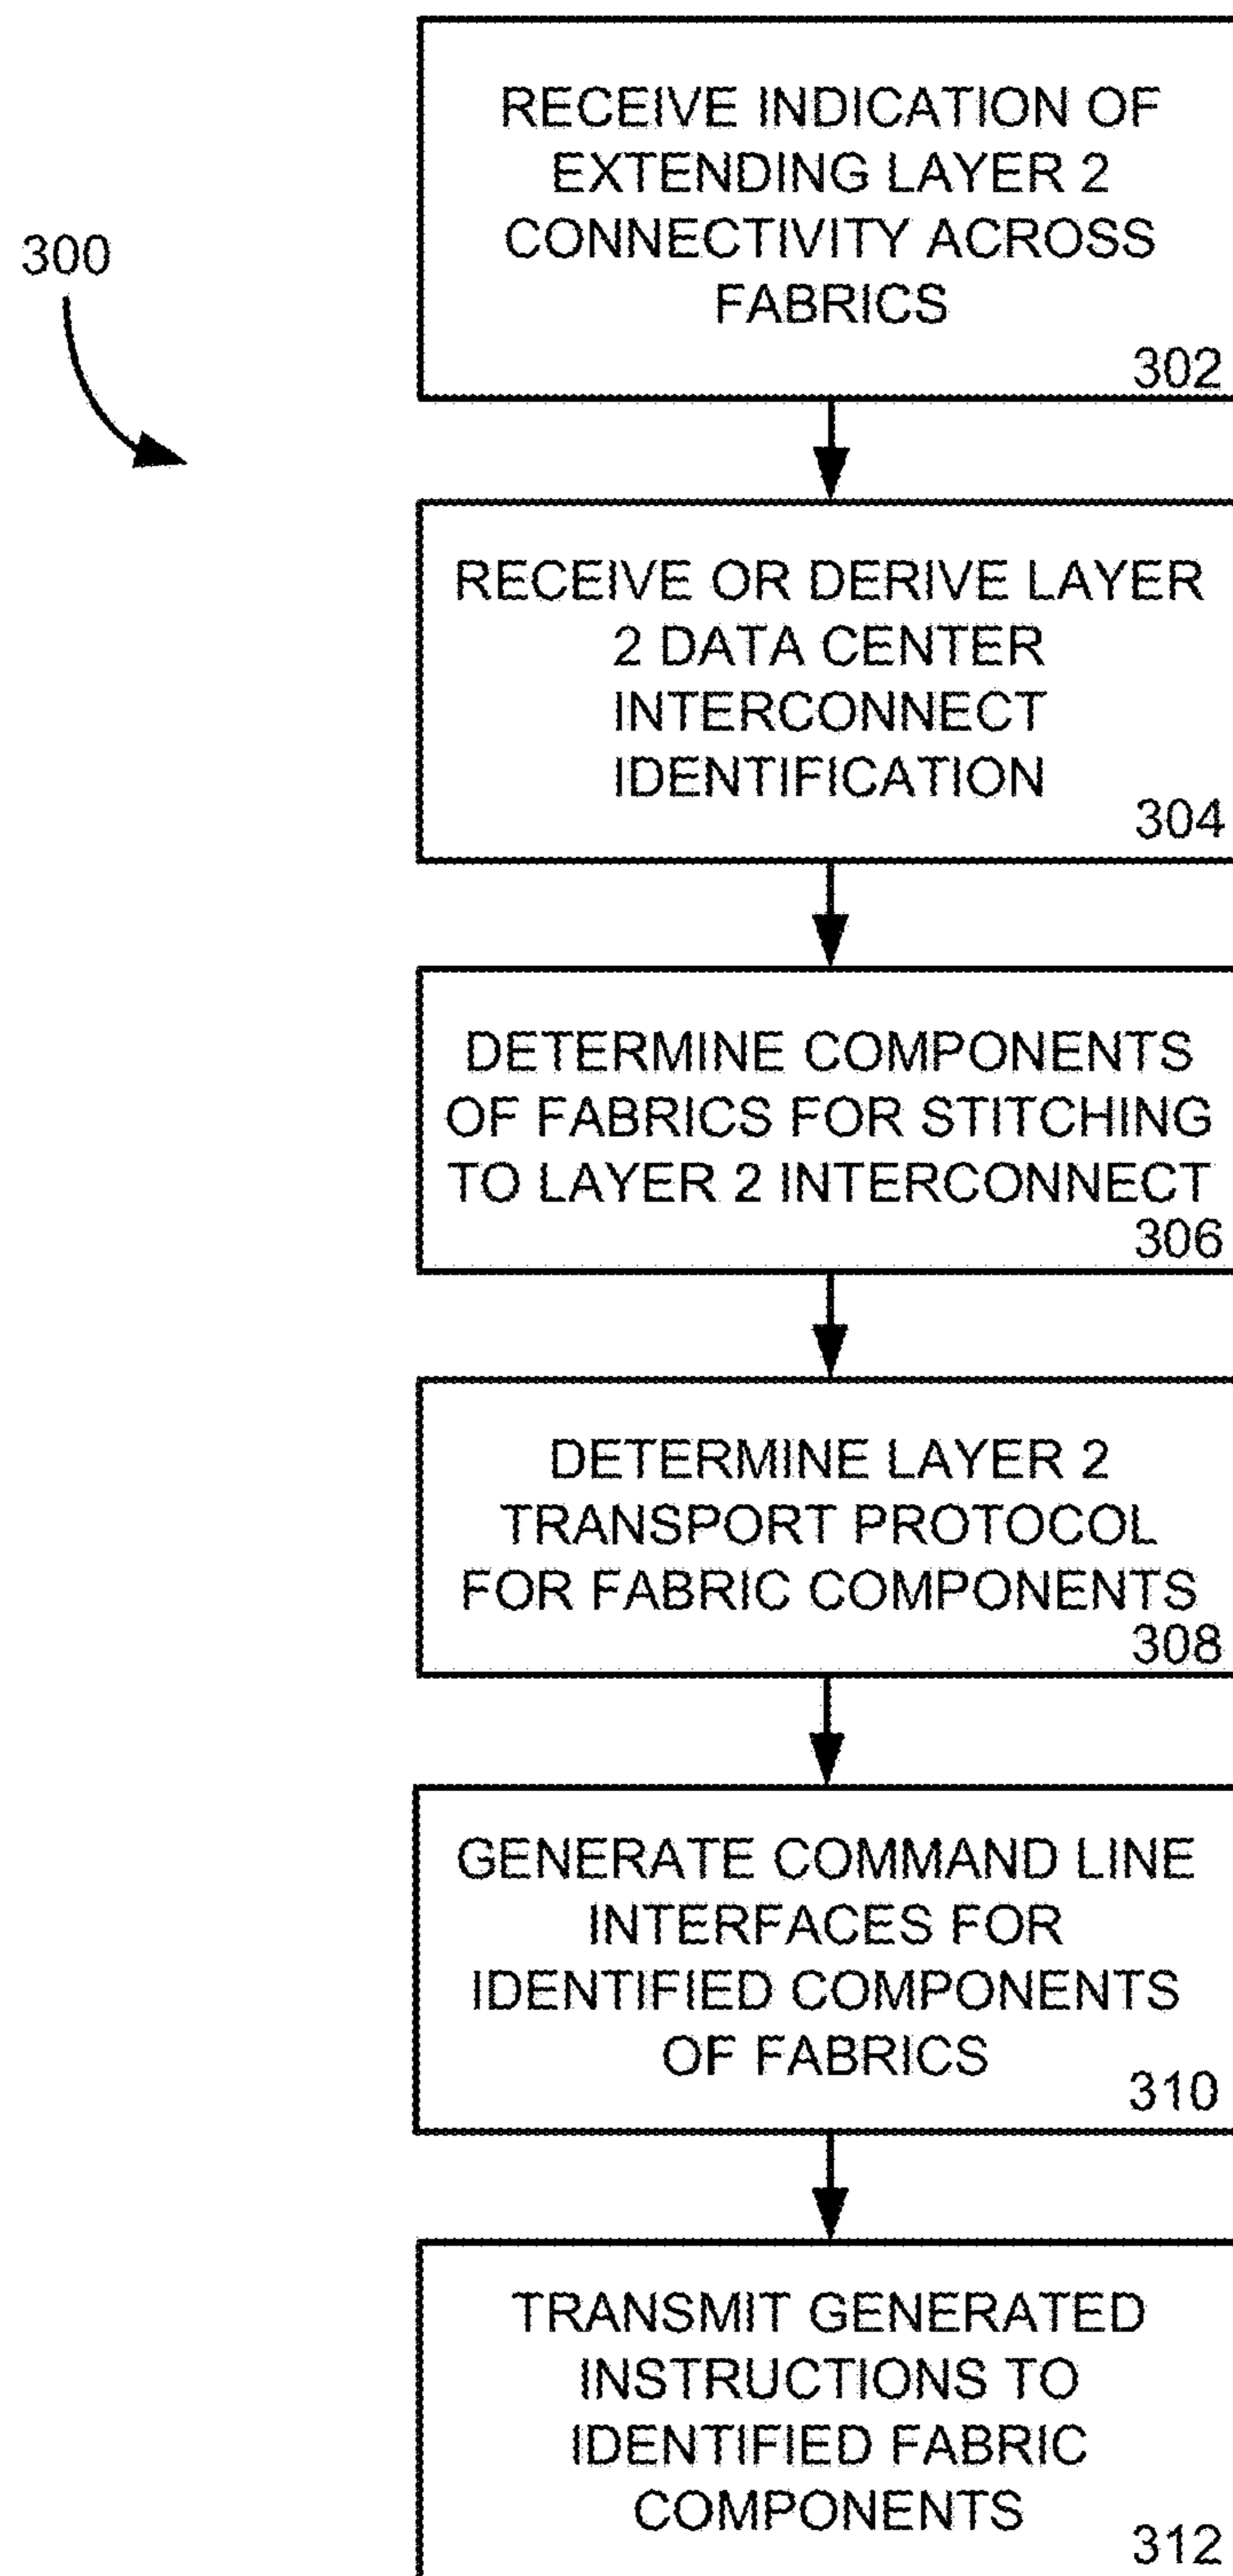 RECEIVE INDICATION OF
EXTENDING LAYER 2
CONNECTIVITY ACROSS
FABRICS
302
300
RECEIVE OR DERIVE LAYER
2 DATA CENTER
INTERCONNECT
IDENTIFICATION
304
DETERMINE COMPONENTS
OF FABRICS FOR STITCHING
TO LAYER 2 INTERCONNECT
306
DETERMINE LAYER 2
TRANSPORT PROTOCOL
FOR FABRIC COMPONENTS
308
GENERATE COMMAND LINE
INTERFACES FOR
IDENTIFIED COMPONENTS
OF FABRICS
310
TRANSMIT GENERATED
INSTRUCTIONS TO
IDENTIFIED FABRIC
COMPONENTS
312